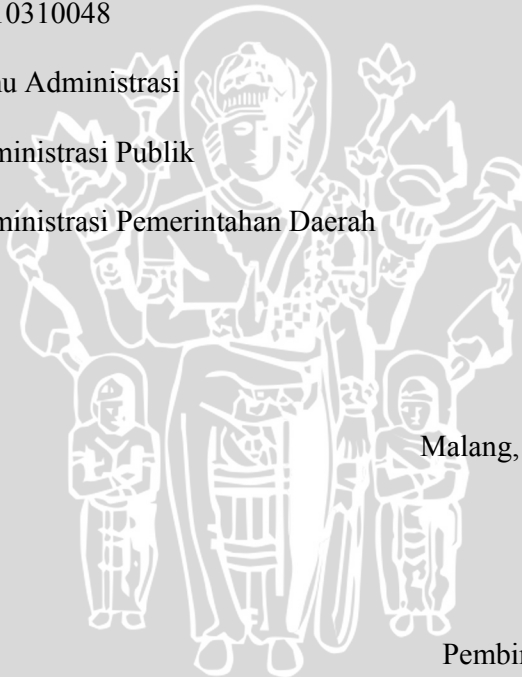 10310048
u Administrasi
ministrasi Publik
ministrasi Pemerintahan Daerah
Malang,
Pembi